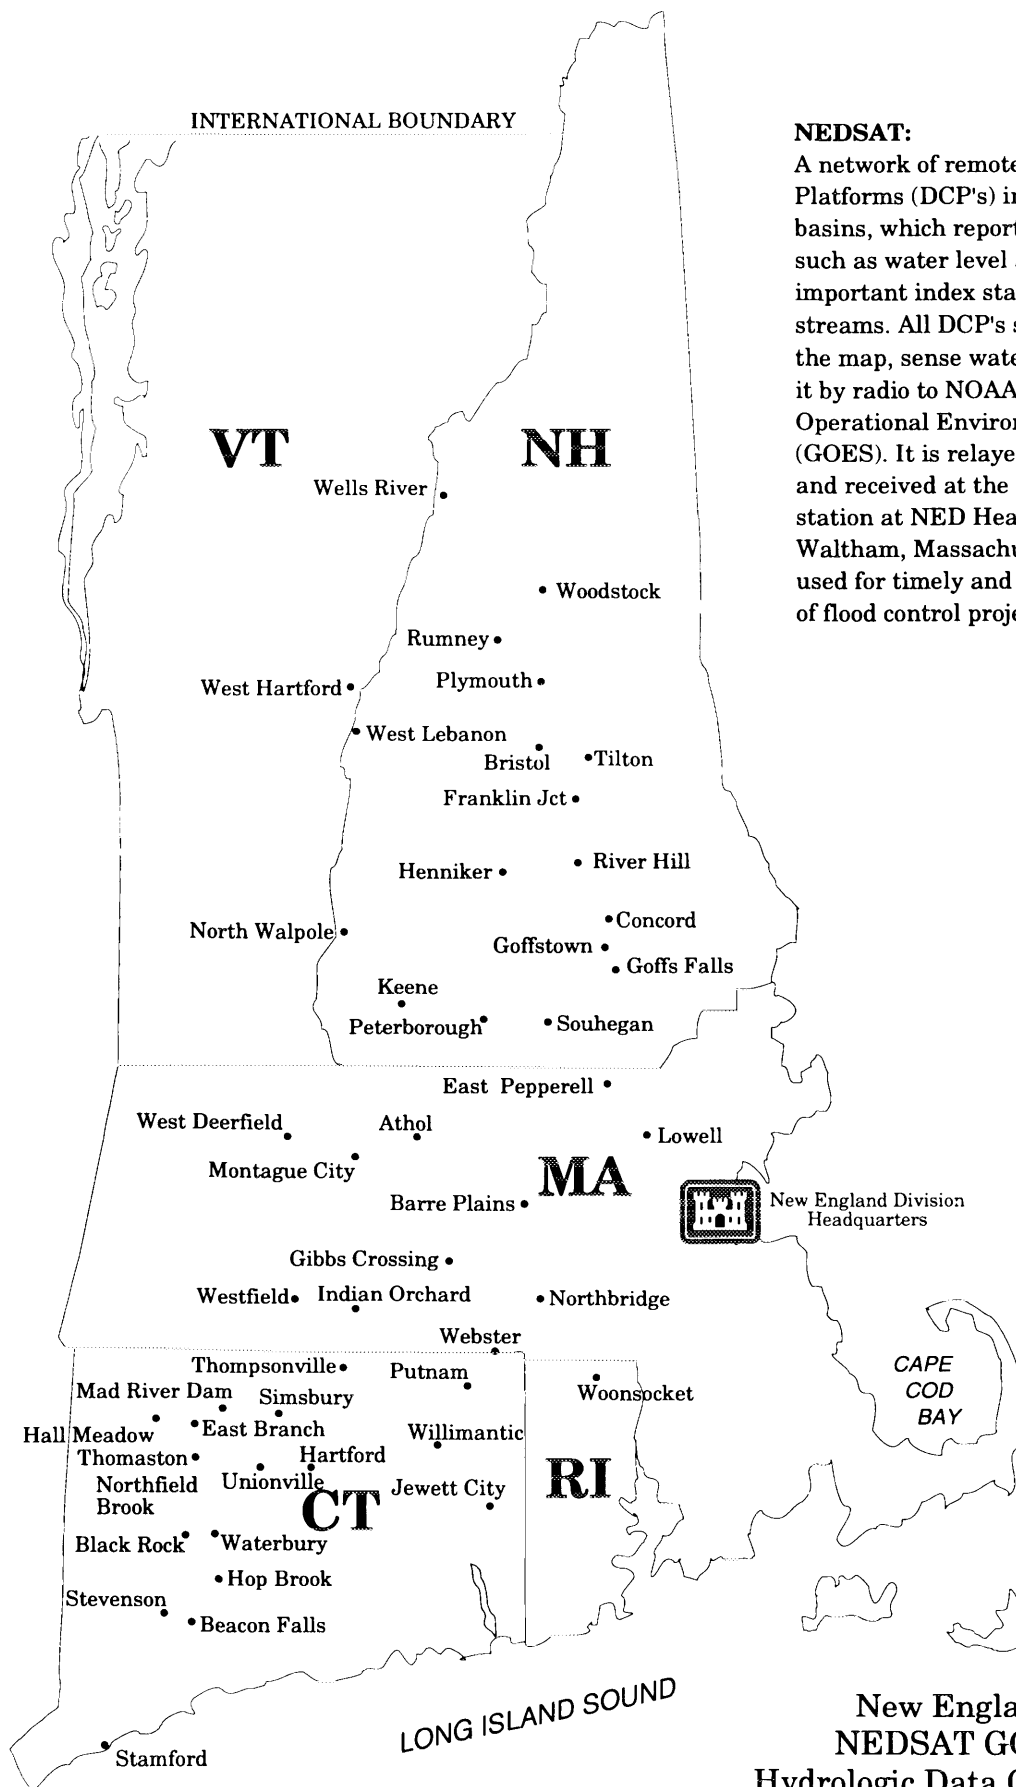 INTERNATIONAL BOUNDARY
NEDSAT:
A network of remote
Platforms (DCP's) in
basins, which report
such as water level
important index sta
streams. All DCP's s
the map, sense wate
it by radio to NOAA
Operational Enviro
(GOES). It is relaye
and received at the
station at NED Hea
Waltham, Massachu
used for timely and
of flood control proje
VT
NH
Wells River
Woodstock
Rumney
Plymouth
West Hartford
West Lebanon
Bristol
Tilton
Franklin Jct
River Hill
Henniker
Concord
North Walpole
Goffstown
Goffs Falls
Keene
Peterborough
Souhegan
East Pepperell
West Deerfield
Athol
Lowell
Montague City
MA
Barre Plains
New England Division
Headquarters
Gibbs Crossing
Westfield
Indian Orchard
Northbridge
Webster
Thompsonville
Putnam
CAPE
COD
BAY
Mad River Dam
Simsbury
Woonsocket
Hall Meadow
East Branch
Willimantic
Thomaston
Hartford
Northfield
Brook
Unionville
Jewett City
RI
CT
Black Rock
Waterbury
Hop Brook
Stevenson
Beacon Falls
LONG ISLAND SOUND
Stamford
New Engla
NEDSAT GO
Hydrologic Data C